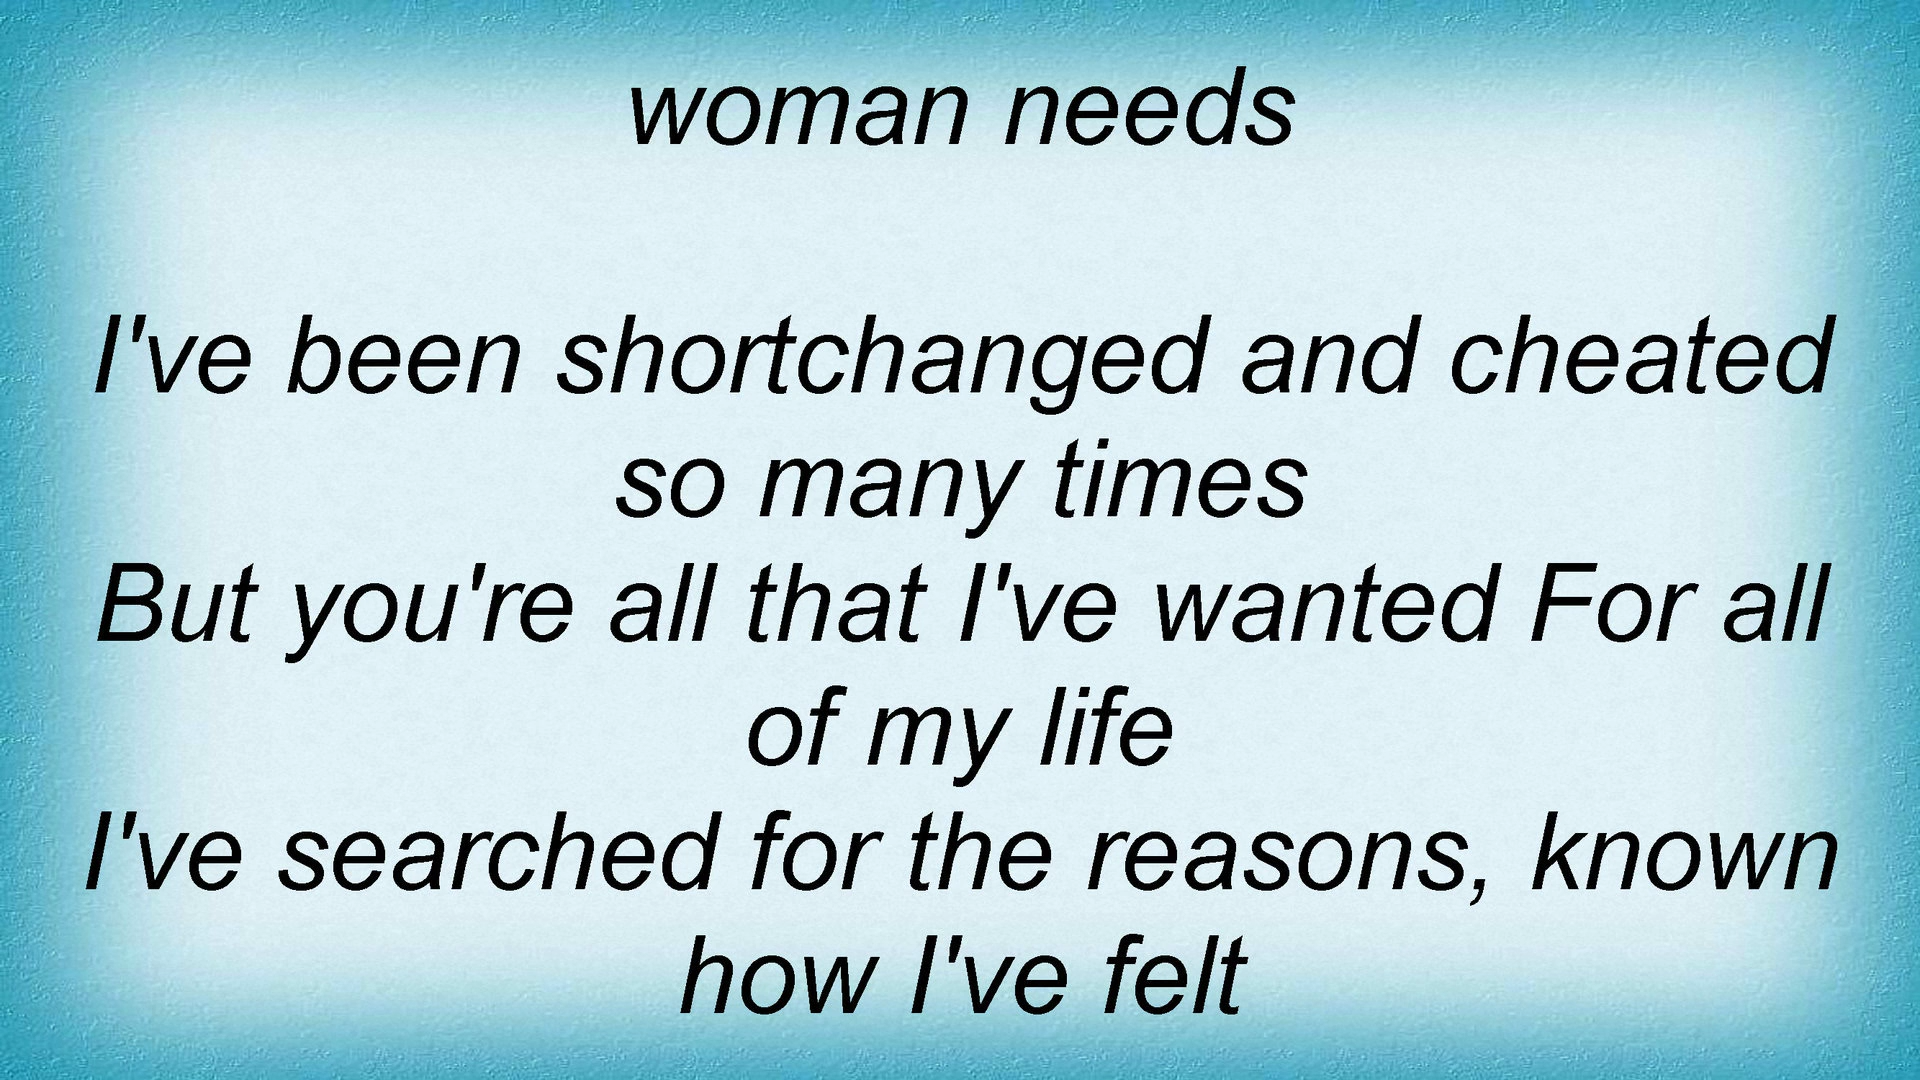 woman needs
I've been shortchanged and cheated
so many times
But you're all that I've wanted For all
of my life
I've searched for the reasons, known
how I've felt